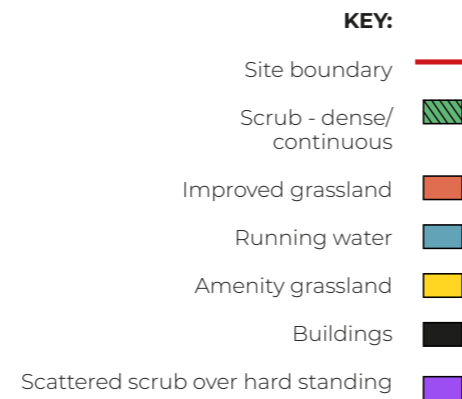 KEY:
Site boundary
Scrub - dense/
continuous
Improved grassland
Running water
Amenity grassland
Buildings
Scattered scrub over hard standing